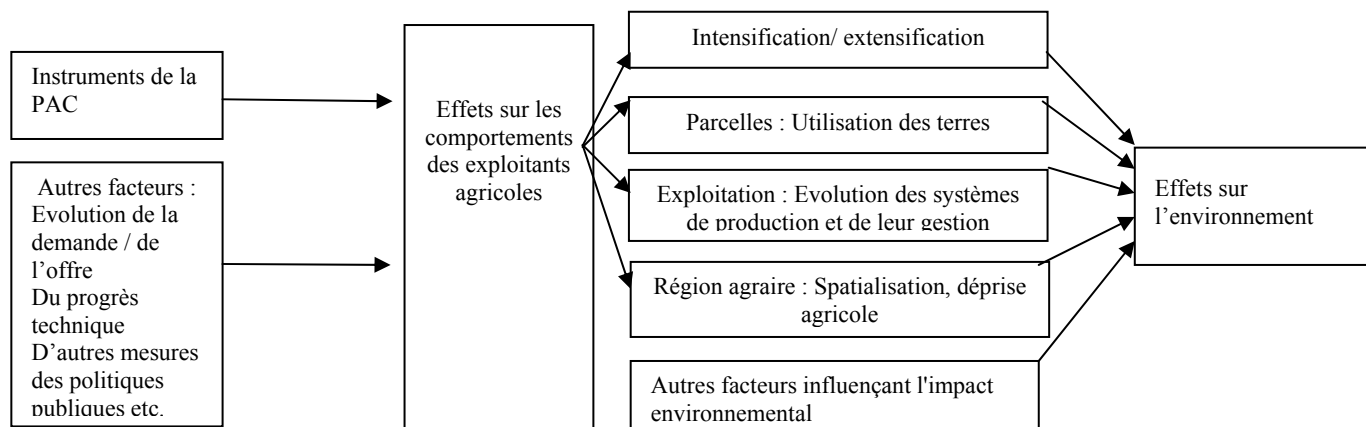 Instruments de la
PAC
Autres facteurs :
Evolution de la
demande / de
l’offre
Du progrès
technique
D’autres mesures
des politiques
publiques etc.
Effets sur les
comportements
des exploitants
agricoles
Intensification/ extensification
Parcelles : Utilisation des terres
Exploitation : Evolution des systèmes
de production et de leur gestion
Région agraire : Spatialisation, déprise
agricole
Autres facteurs influençant l'impact
environnemental
Effets sur
l’environnement